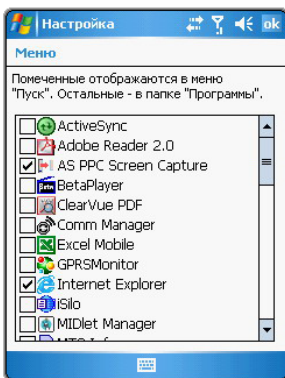 Настройка ok
Меню
Помеченные отображаются в меню
"Пуск". Остальные - в папке "Программы".
ActiveSync
Adobe Reader 2.0
AS PPC Screen Capture
BetaPlayer
ClearVue PDF
Comm Manager
Excel Mobile
GPRSMonitor
Internet Explorer
iSilo
MIDlet Manager